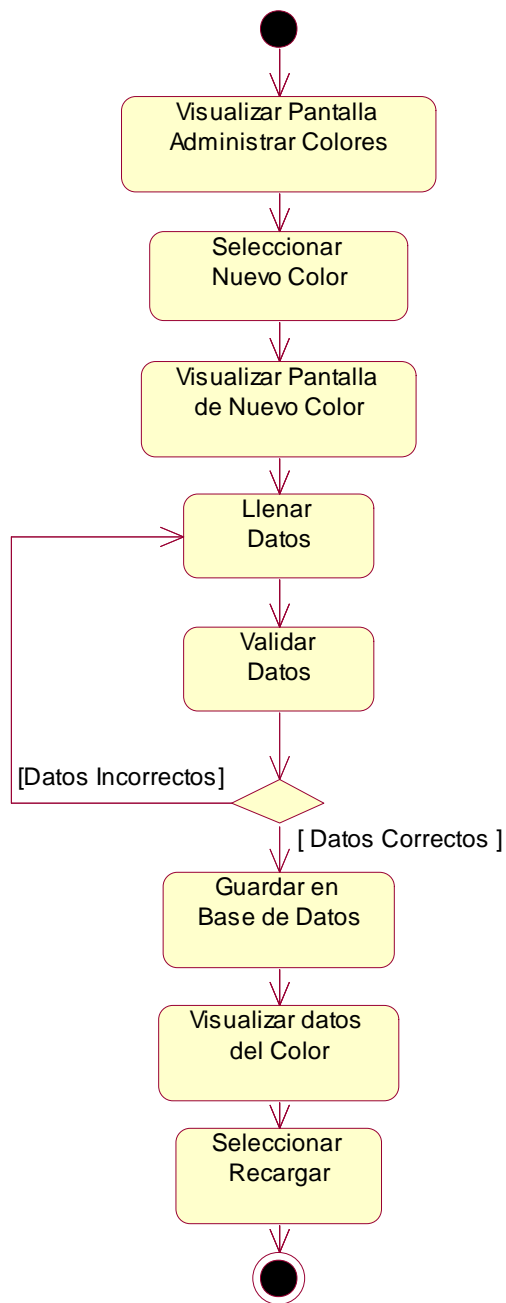 Visualizar Pantalla
Administrar Colores
Seleccionar
Nuevo Color
Visualizar Pantalla
de Nuevo Color
Llenar
Datos
Validar
Datos
[Datos Incorrectos]
[ Datos Correctos ]
Guardar en
Base de Datos
Visualizar datos
del Color
Seleccionar
Recargar